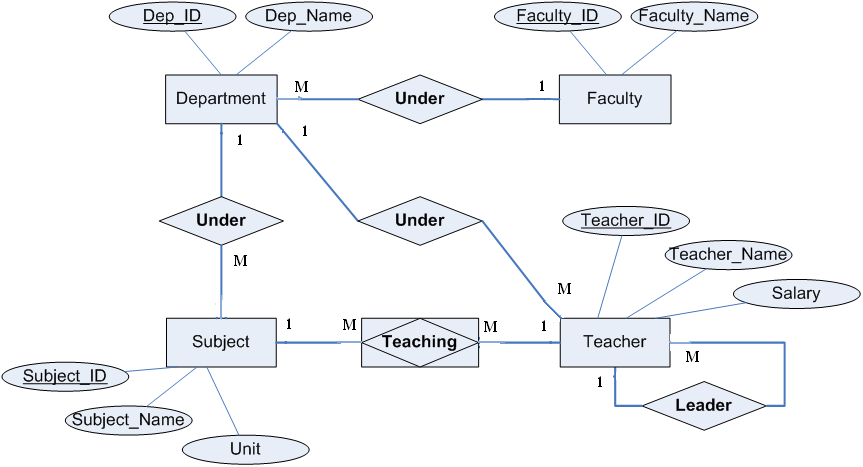 Dep_ID Dep_Name Faculty_ID Faculty_Name
Department M Under 1 Faculty
1 1
Under Under Teacher_ID
M Teacher_Name
M Salary
Subject 1 M Teaching M 1 Teacher
M
Subject_ID 1
Leader
Subject_Name
Unit